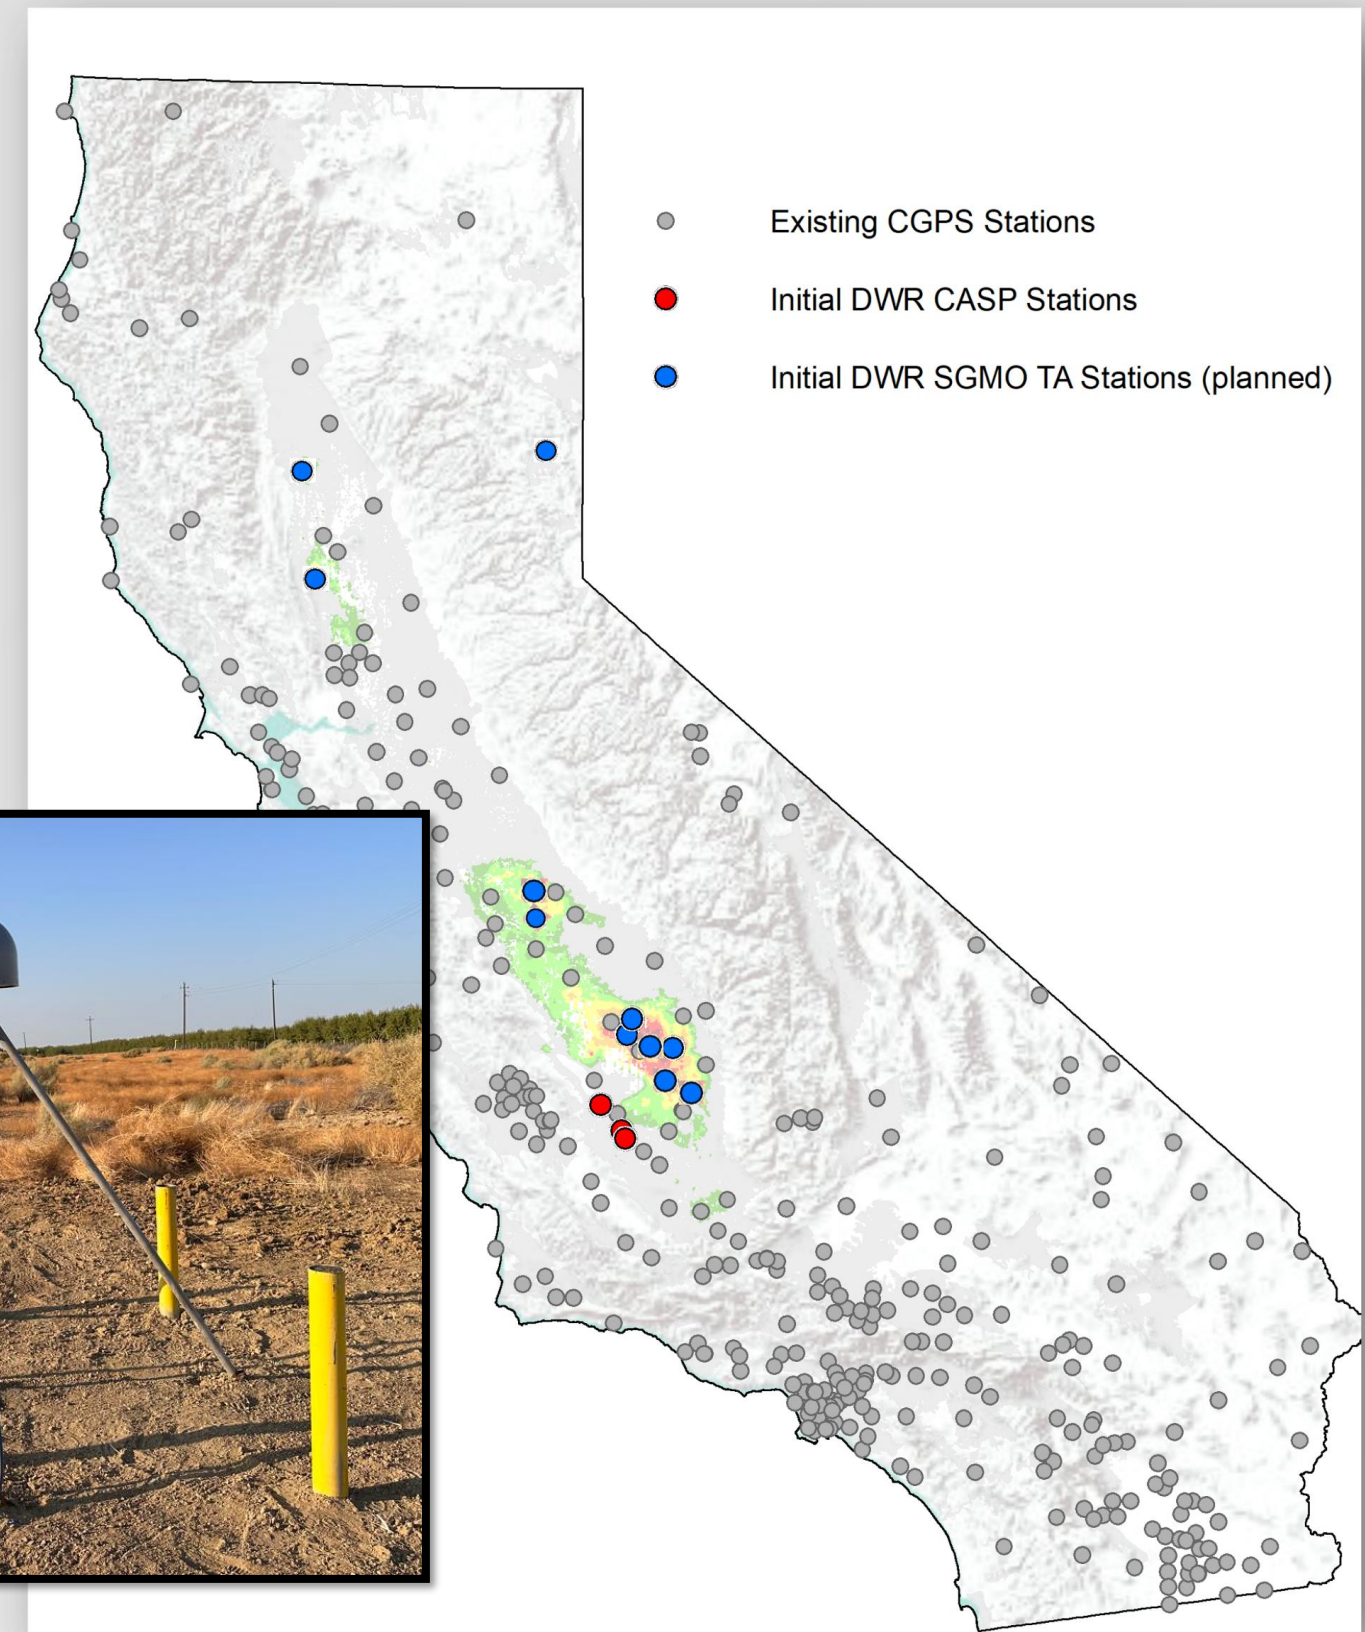 Existing CGPS Stations
Initial DWR CASP Stations
Initial DWR SGMO TA Stations (planned)